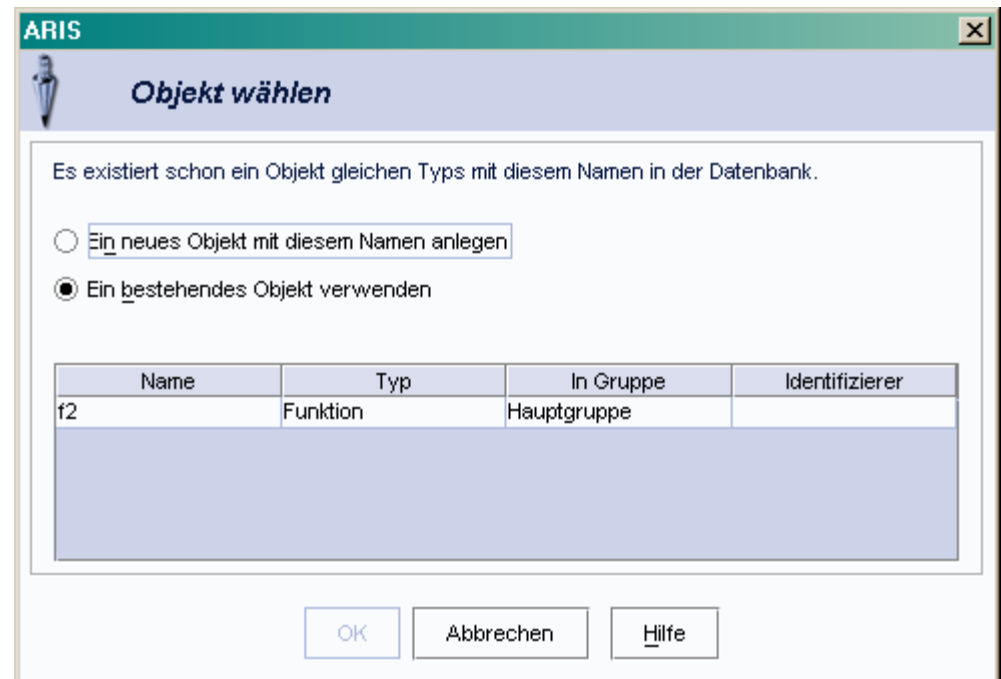 ARIS
Objekt wählen
Es existiert schon ein Objekt gleichen Typs mit diesem Namen in der Datenbank.
Ein neues Objekt mit diesem Namen anlegen
Ein bestehendes Objekt verwenden
Name Typ In Gruppe Identifizierer
f2 Funktion Hauptgruppe
OK Abbrechen Hilfe